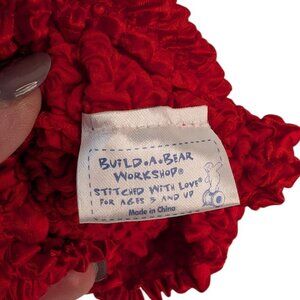 BUILD-A-BEAR
WORKSHOP®
STITCHED WITH LOVE®
FOR AGES 3 AND UP
Made in China